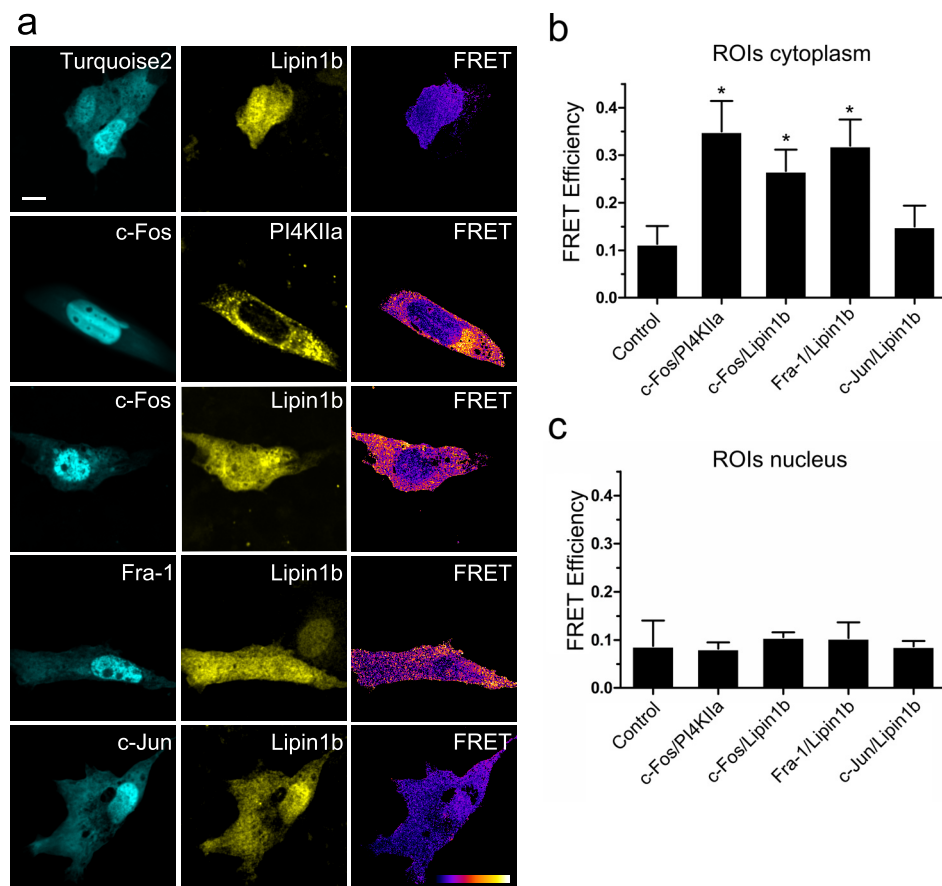 a
Turquoise2 Lipin1b FRET
c-Fos PI4KIIa FRET
c-Fos Lipin1b FRET
Fra-1 Lipin1b FRET
c-Jun Lipin1b FRET
b
ROIs cytoplasm
FRET Efficiency
0.4
0.3
0.2
0.1
0.0
* * *
Control c-Fos/PI4KIIa c-Fos/Lipin1b Fra-1/Lipin1b c-Jun/Lipin1b
c
ROIs nucleus
FRET Efficiency
0.4
0.3
0.2
0.1
0.0
Control c-Fos/PI4KIIa c-Fos/Lipin1b Fra-1/Lipin1b c-Jun/Lipin1b